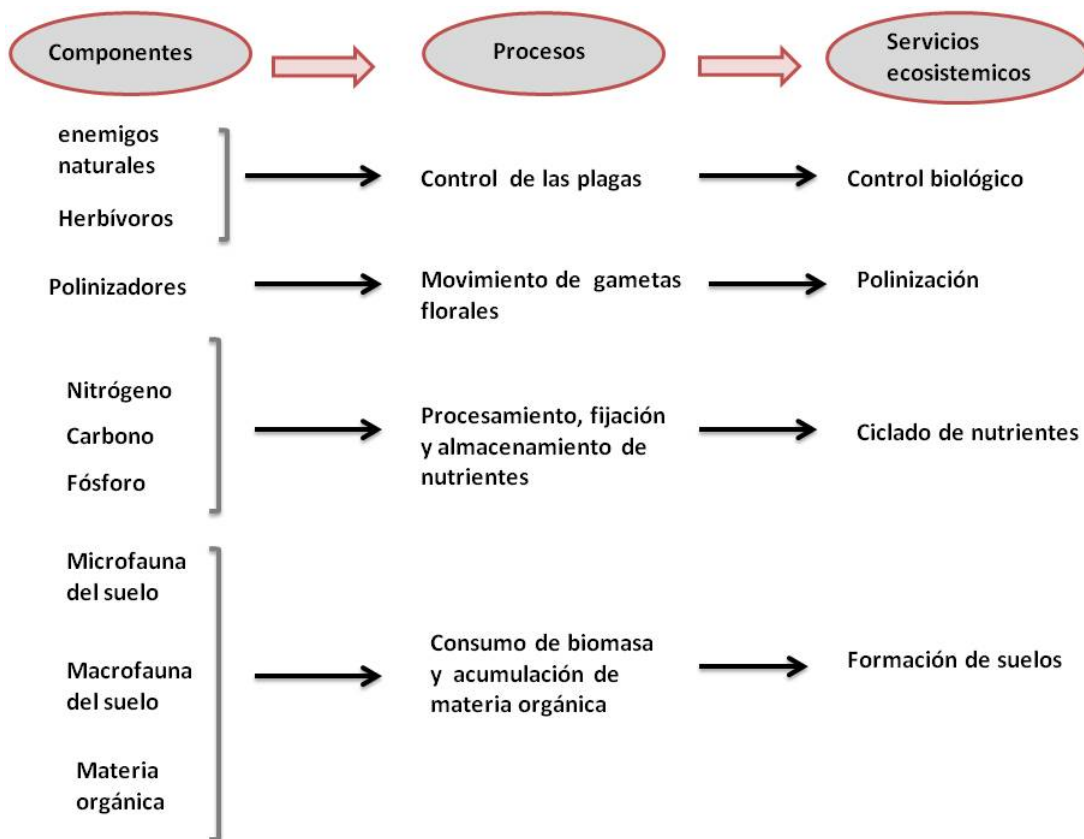 Componentes
Procesos
Servicios
ecosistemicos
enemigos
naturales
Herbívoros
Control de las plagas
Control biológico
Polinizadores
Movimiento de gametas
florales
Polinización
Nitrógeno
Carbono
Fósforo
Procesamiento, fijación
y almacenamiento de
nutrientes
Ciclado de nutrientes
Microfauna
del suelo
Macrofauna
del suelo
Materia
orgánica
Consumo de biomasa
y acumulación de
materia orgánica
Formación de suelos